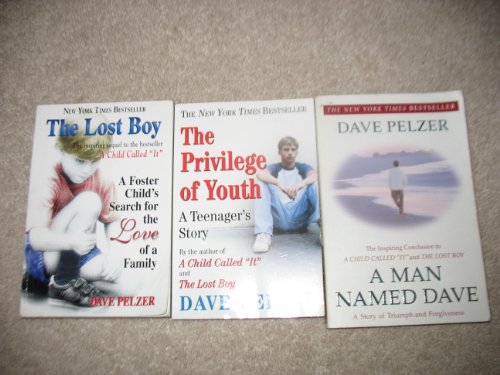 NEW YORK TIMES BESTSELLER
The Lost Boy
The inspiring sequel to the bestseller
A Child Called "It"
A Foster
Child's
Search for
the
Love
of a
Family
DAVE PELZER
THE NEW YORK TIMES BESTSELLER
The
Privilege
of Youth
A Teenager's
Story
By the author of
A Child Called "It"
and
The Lost Boy
DAVE
THE NEW YORK TIMES BESTSELLER
DAVE PELZER
The Inspiring Conclusion to
A CHILD CALLED "IT" AND THE LOST BOY
A MAN
NAMED DAVE
A Story of Triumph and Forgiveness